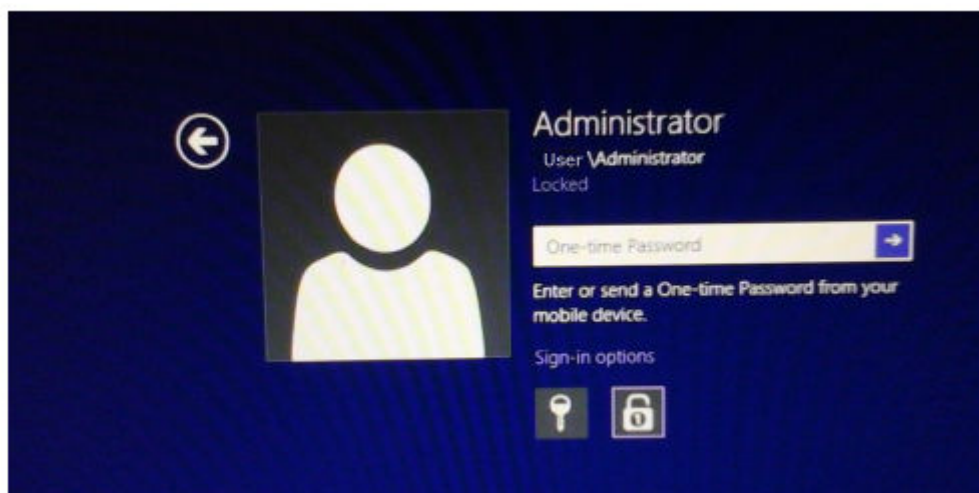 Administrator
User \Administrator
Locked
One-time Password
Enter or send a One-time Password from your
mobile device.
Sign-in options
1